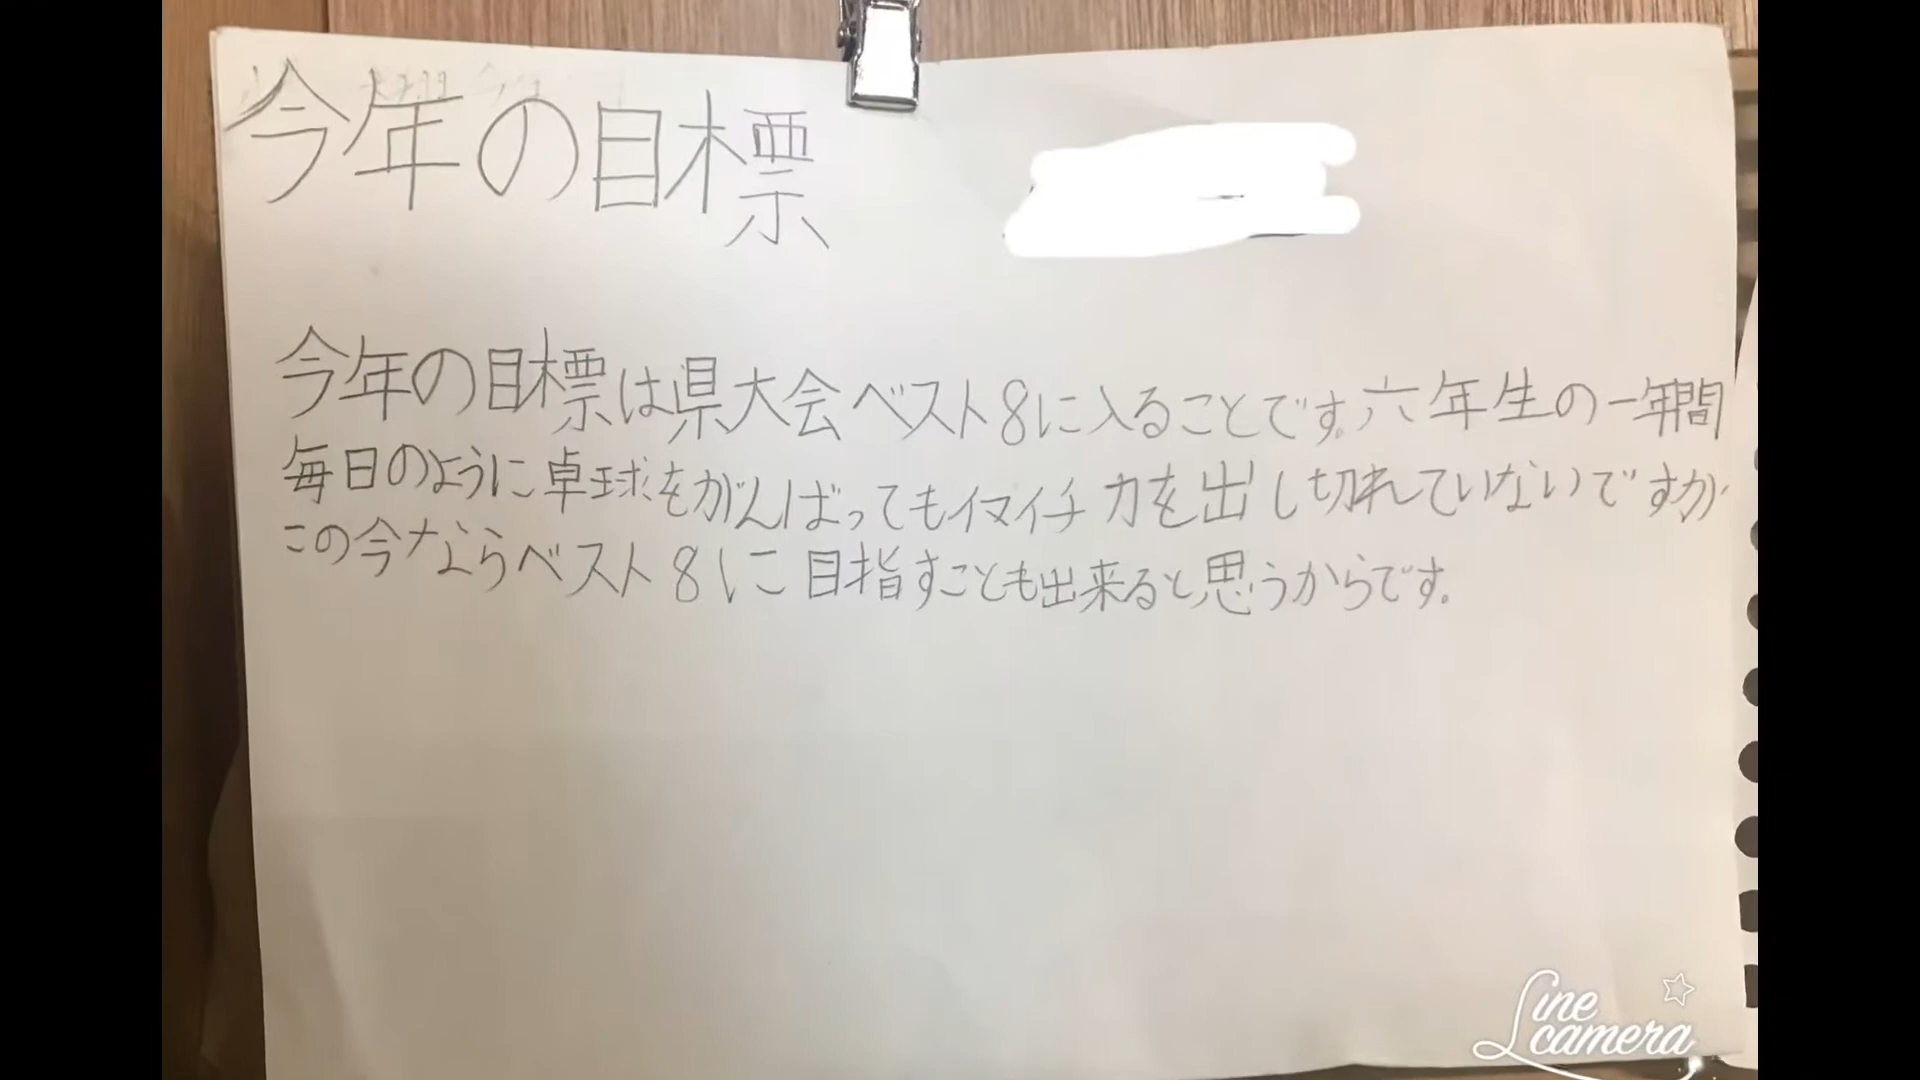 今年の目標
今年の目標は県大会ベスト8に入ることです。六年生の一年間
毎日のように卓球をがんばってもイマイチ力を出し切れていないですが
この今ならベスト8に目指すことも出来ると思うからです。
Line
camera